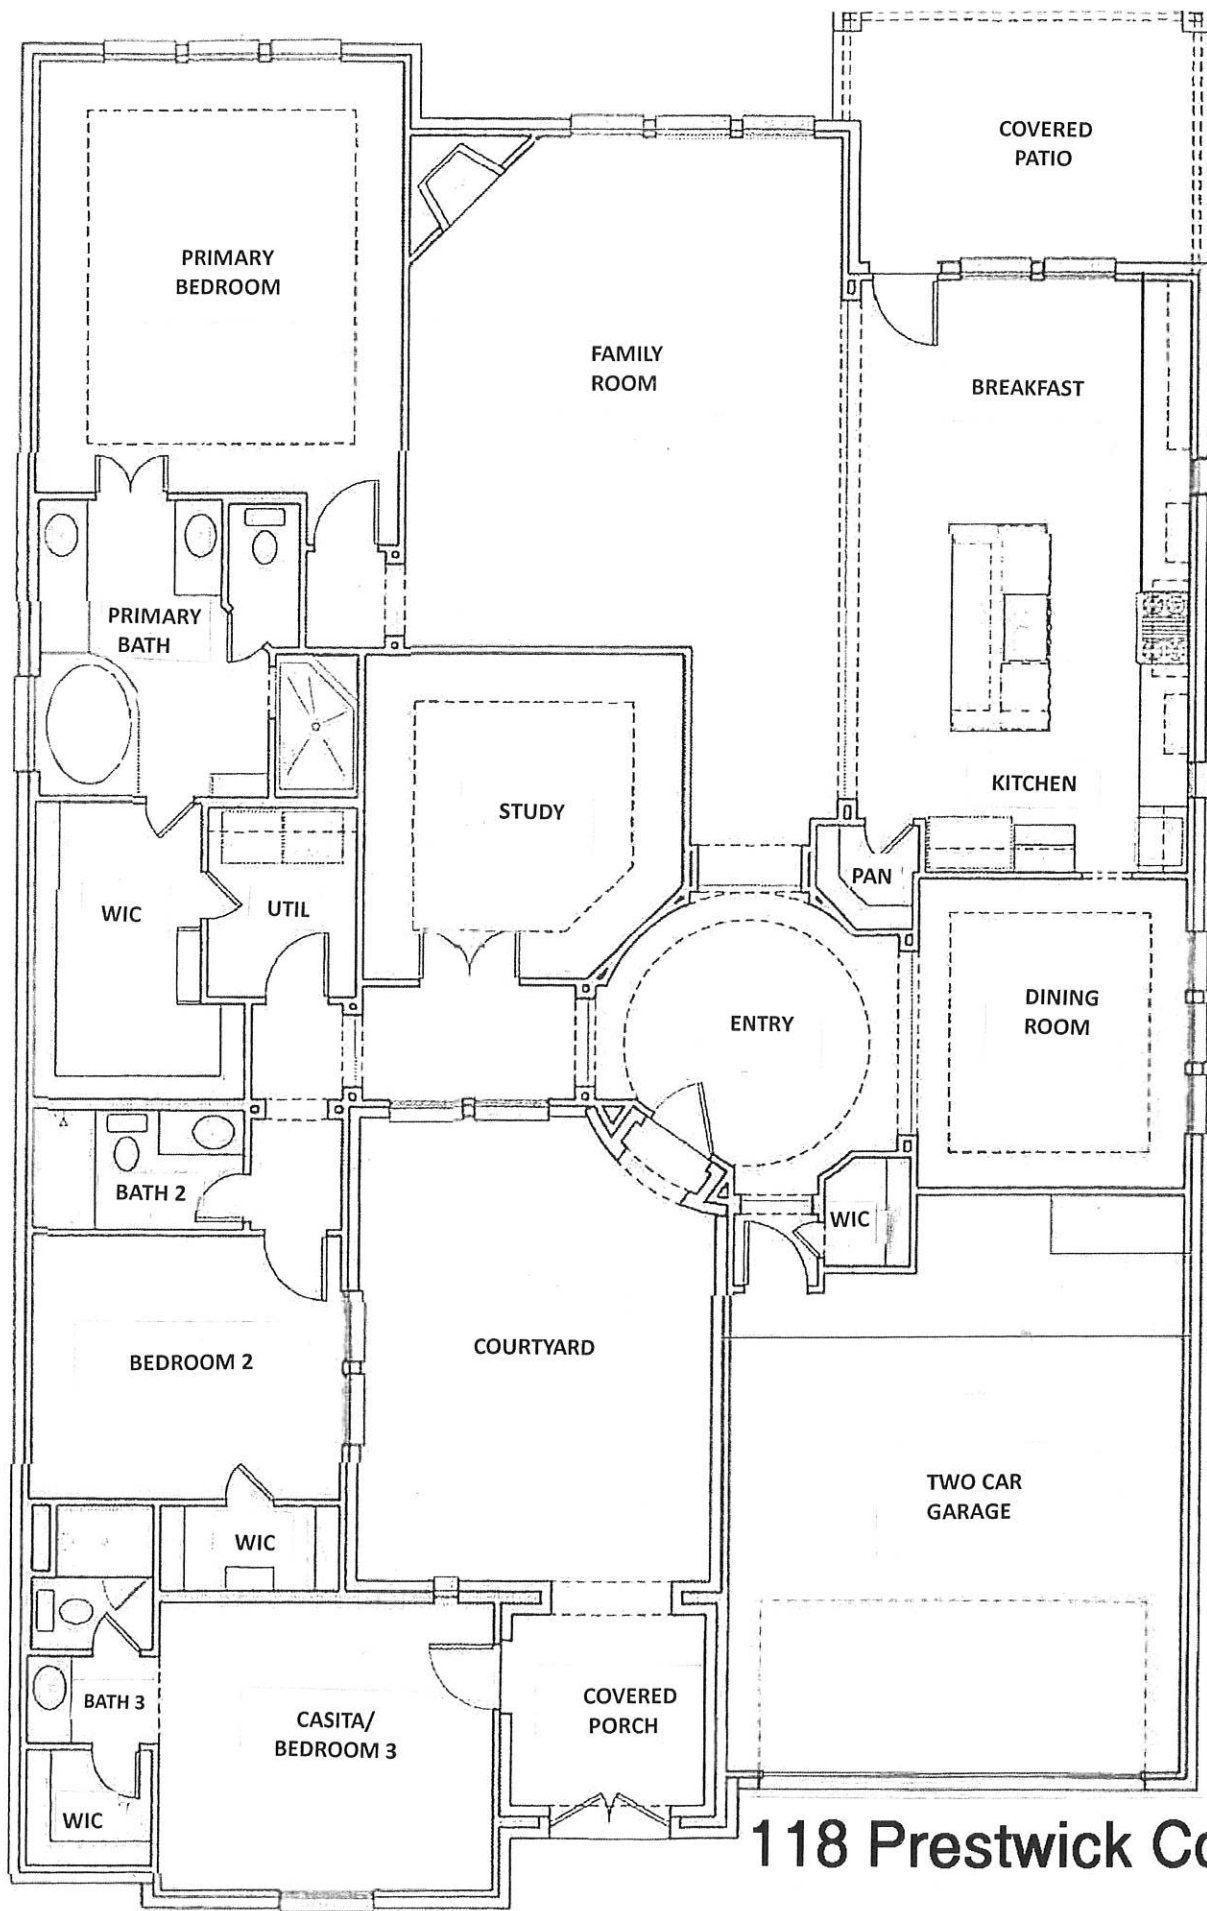 COVERED
PATIO
PRIMARY
BEDROOM
FAMILY
ROOM
BREAKFAST
PRIMARY
BATH
KITCHEN
STUDY
PAN
WIC
UTIL
DINING
ROOM
ENTRY
BATH 2
WIC
COURTYARD
BEDROOM 2
TWO CAR
GARAGE
WIC
COVERED
PORCH
BATH 3
CASITA/
BEDROOM 3
WIC
118 Prestwick Co